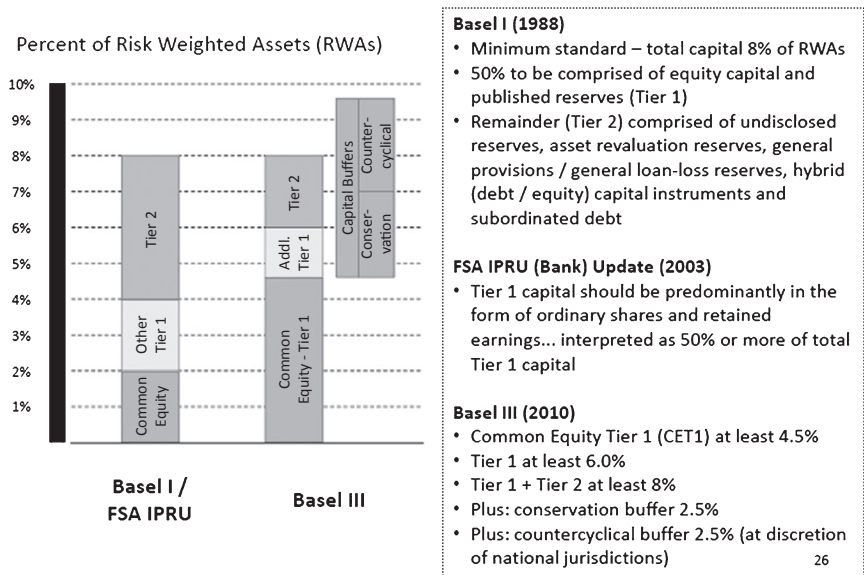 Percent of Risk Weighted Assets (RWAs)
10%
9%
8%
7%
6%
5%
4%
3%
2%
1%
Tier 2
Other
Tier 1
Common
Equity
Tier 2
Addl.
Tier 1
Common
Equity - Tier 1
Capital Buffers
Counter-
cyclical
Conser-
vation
Basel I /
FSA IPRU
Basel III
Basel I (1988)
• Minimum standard – total capital 8% of RWAs
• 50% to be comprised of equity capital and
published reserves (Tier 1)
• Remainder (Tier 2) comprised of undisclosed
reserves, asset revaluation reserves, general
provisions / general loan-loss reserves, hybrid
(debt / equity) capital instruments and
subordinated debt
FSA IPRU (Bank) Update (2003)
• Tier 1 capital should be predominantly in the
form of ordinary shares and retained
earnings... interpreted as 50% or more of total
Tier 1 capital
Basel III (2010)
• Common Equity Tier 1 (CET1) at least 4.5%
• Tier 1 at least 6.0%
• Tier 1 + Tier 2 at least 8%
• Plus: conservation buffer 2.5%
• Plus: countercyclical buffer 2.5% (at discretion
of national jurisdictions)
26